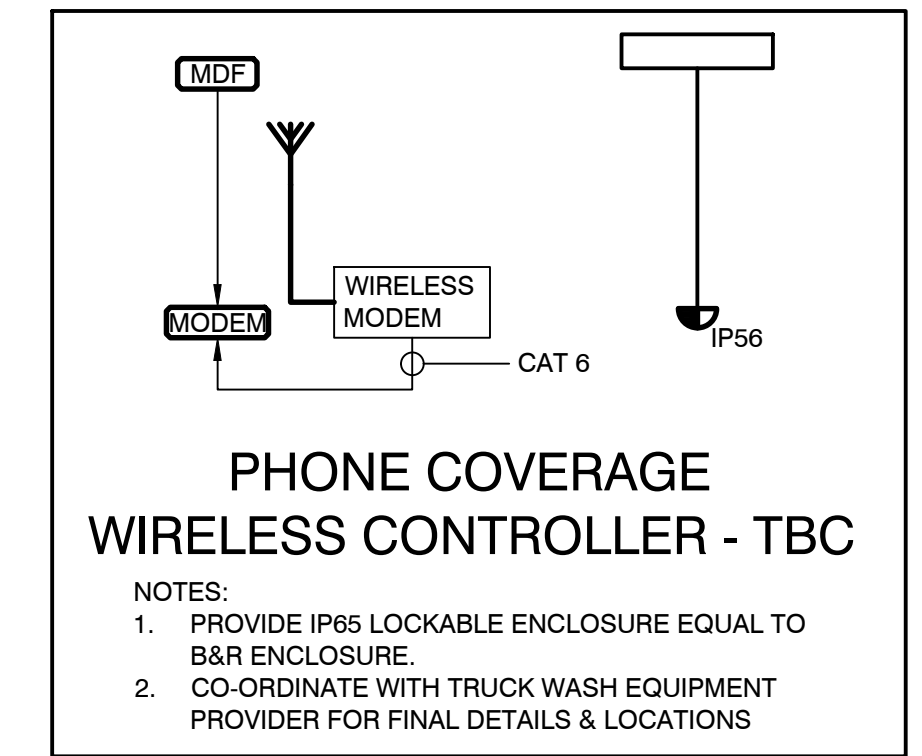 MDF
WIRELESS
MODEM
MODEM
IP56
CAT 6
PHONE COVERAGE
WIRELESS CONTROLLER - TBC
NOTES:
1. PROVIDE IP65 LOCKABLE ENCLOSURE EQUAL TO
B&R ENCLOSURE.
2. CO-ORDINATE WITH TRUCK WASH EQUIPMENT
PROVIDER FOR FINAL DETAILS & LOCATIONS